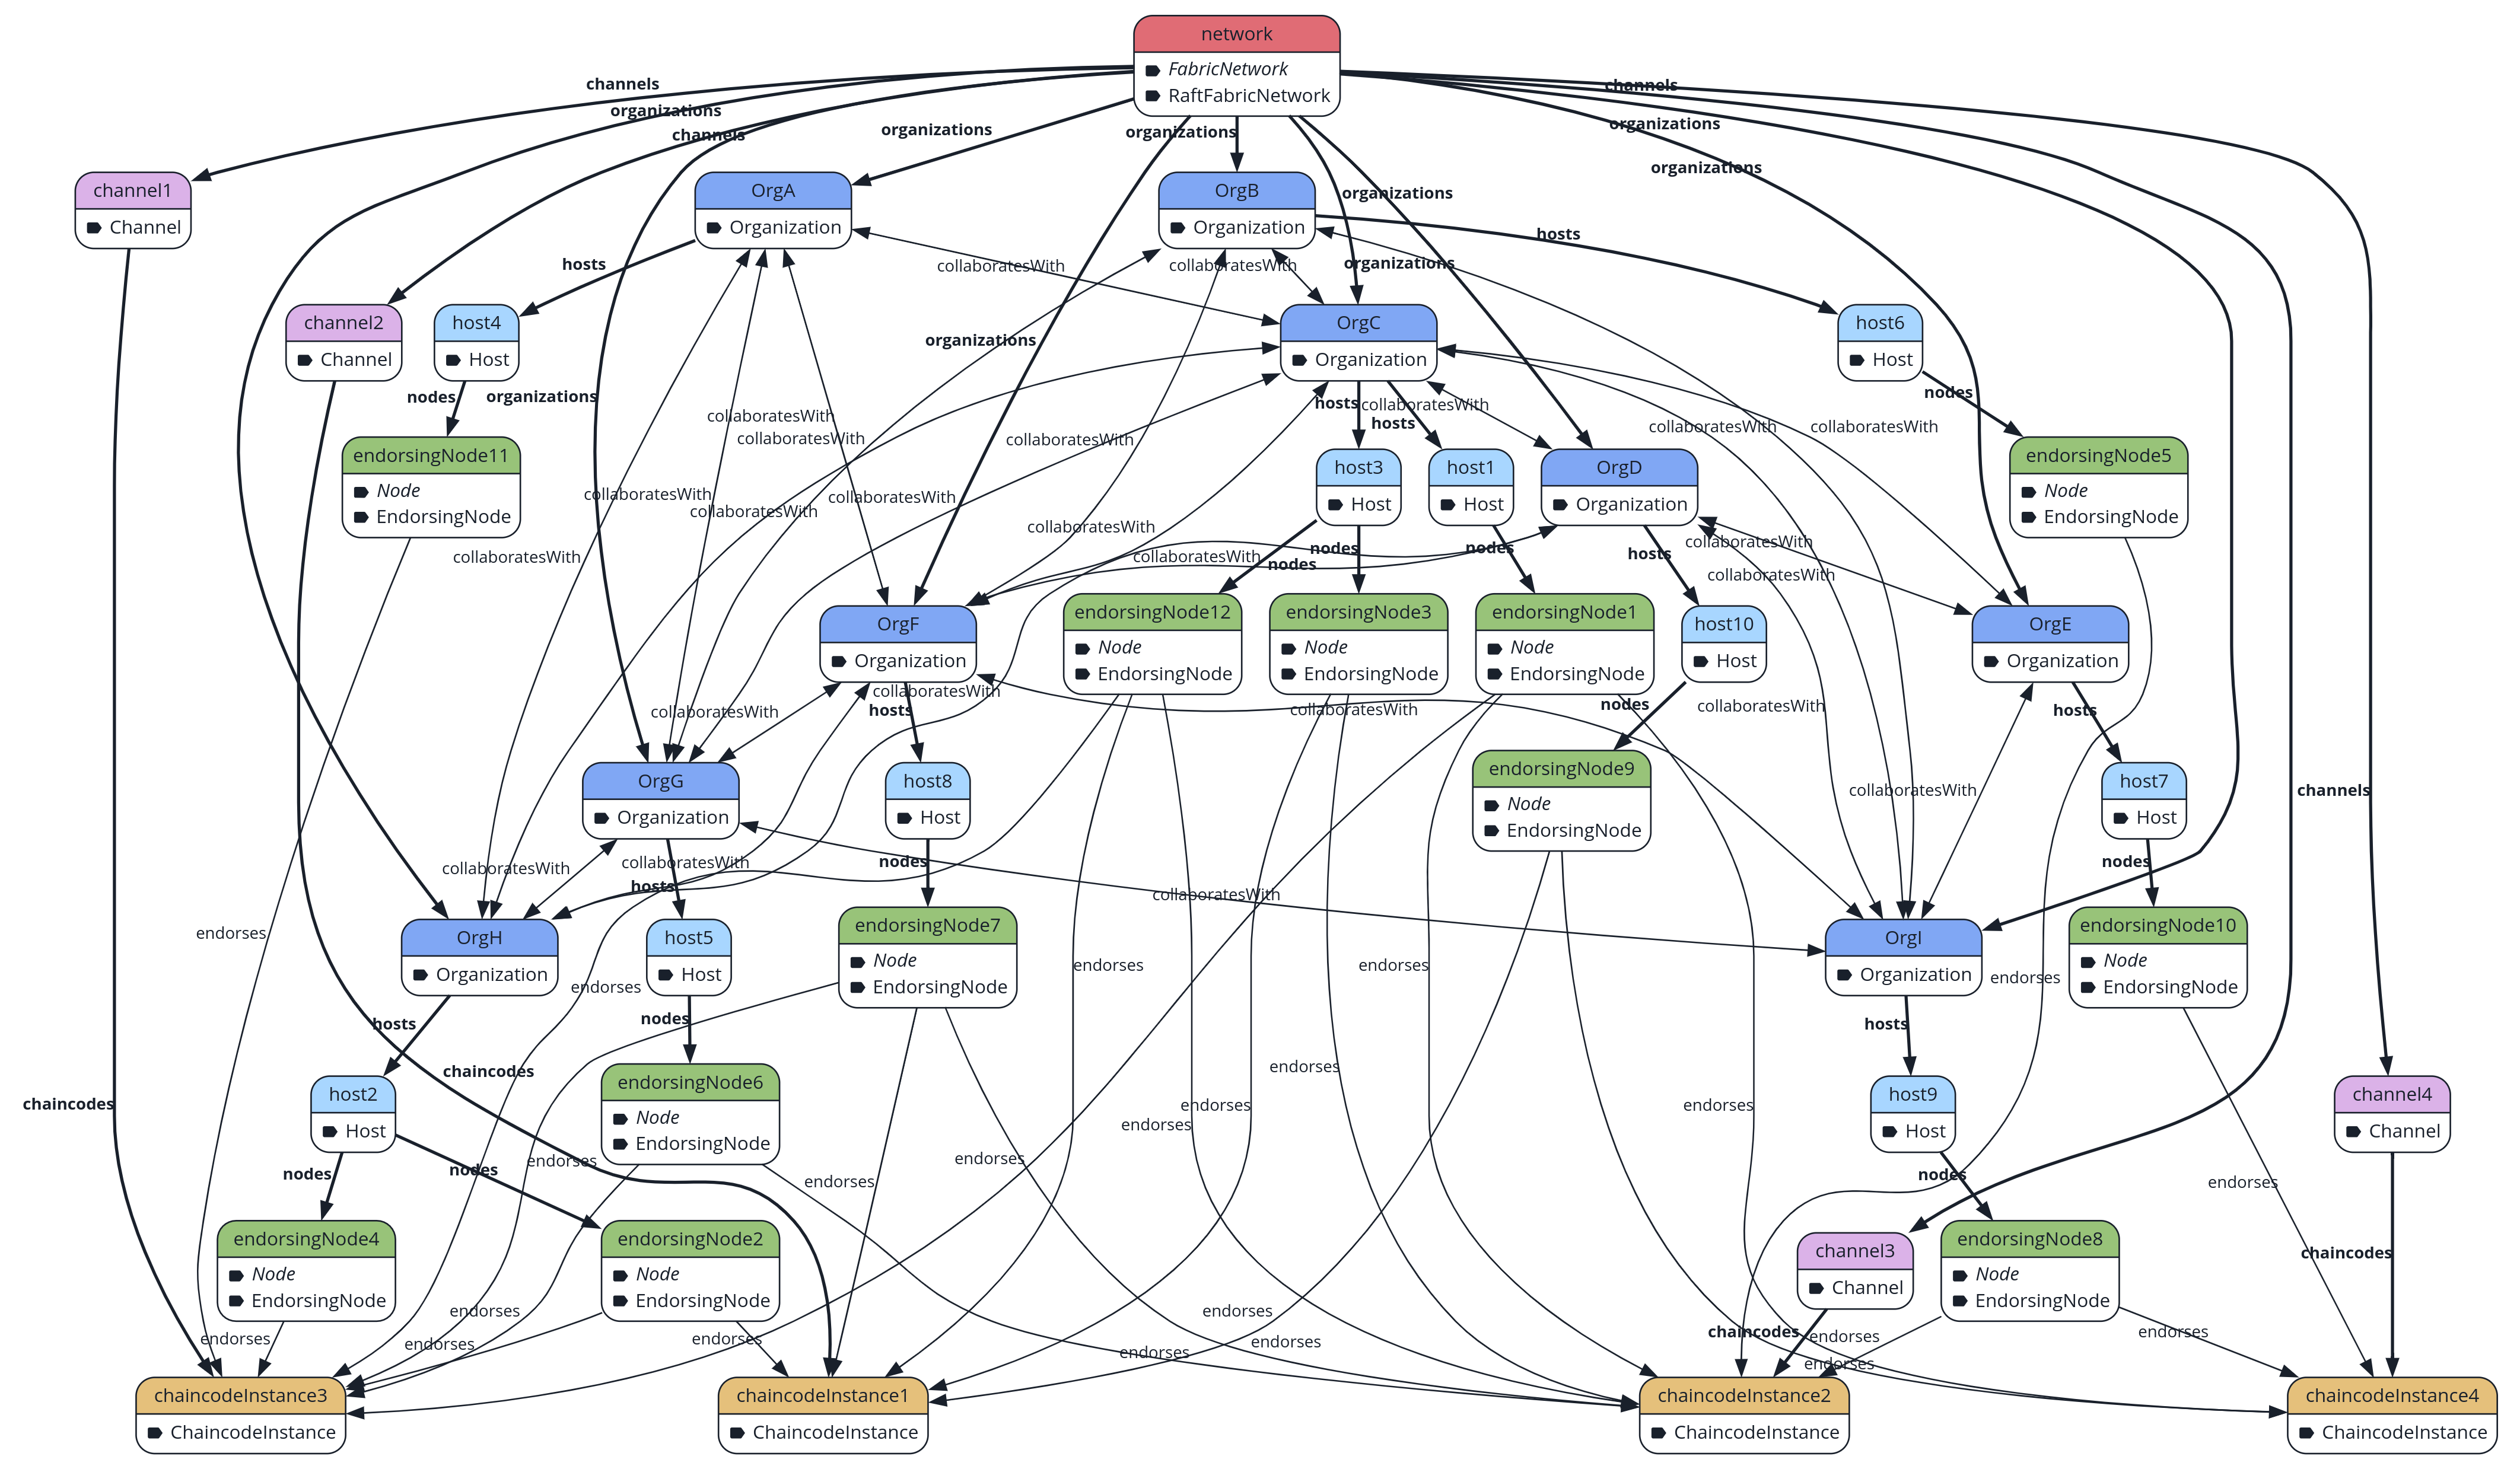 network
FabricNetwork
RaftFabricNetwork
channels
channels
organizations
channels
organizations
organizations
organizations
organizations
organizations
channel1
Channel
OrgA
Organization
OrgB
Organization
organizations
hosts
hosts
collaboratesWith
collaboratesWith
organizations
channel2
Channel
host4
Host
organizations
OrgC
Organization
host6
Host
nodes
organizations
hosts
collaboratesWith
hosts
nodes
collaboratesWith
collaboratesWith
collaboratesWith
collaboratesWith
collaboratesWith
endorsingNode11
Node
EndorsingNode
host3
Host
host1
Host
OrgD
Organization
endorsingNode5
Node
EndorsingNode
collaboratesWith
collaboratesWith
collaboratesWith
collaboratesWith
collaboratesWith
collaboratesWith
nodes
nodes
nodes
hosts
collaboratesWith
collaboratesWith
collaboratesWith
OrgF
Organization
endorsingNode12
Node
EndorsingNode
endorsingNode3
Node
EndorsingNode
endorsingNode1
Node
EndorsingNode
host10
Host
OrgE
Organization
collaboratesWith
collaboratesWith
hosts
collaboratesWith
nodes
collaboratesWith
hosts
OrgG
Organization
host8
Host
endorsingNode9
Node
EndorsingNode
collaboratesWith
host7
Host
channels
collaboratesWith
collaboratesWith
hosts
nodes
collaboratesWith
nodes
endorses
OrgH
Organization
host5
Host
endorsingNode7
Node
EndorsingNode
OrgI
Organization
endorsingNode10
Node
EndorsingNode
endorses
endorses
endorses
endorses
hosts
nodes
hosts
chaincodes
endorses
chaincodes
host2
Host
endorsingNode6
Node
EndorsingNode
endorses
endorses
endorses
host9
Host
channel4
Channel
nodes
nodes
endorses
endorses
endorses
nodes
endorses
endorsingNode4
Node
EndorsingNode
endorsingNode2
Node
EndorsingNode
channel3
Channel
endorsingNode8
Node
EndorsingNode
chaincodes
endorses
endorses
endorses
endorses
endorses
endorses
endorses
chaincodes
endorses
endorses
endorses
chaincodeInstance3
ChaincodeInstance
chaincodeInstance1
ChaincodeInstance
chaincodeInstance2
ChaincodeInstance
chaincodeInstance4
ChaincodeInstance